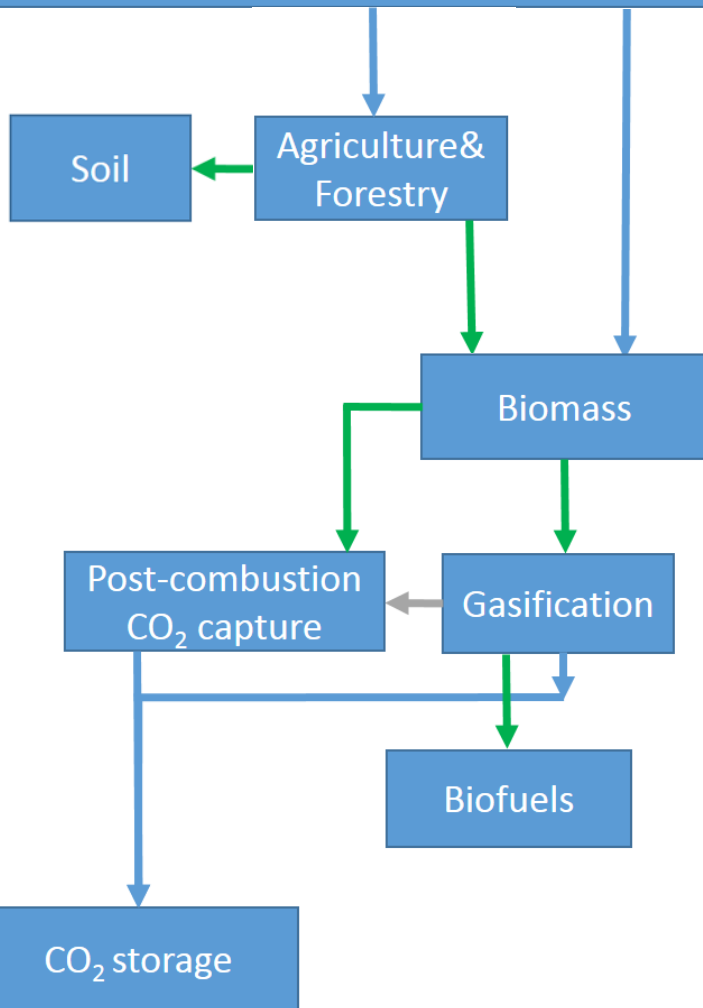 Soil
Agriculture&
Forestry
Biomass
Post-combustion
CO₂ capture
Gasification
Biofuels
CO₂ storage